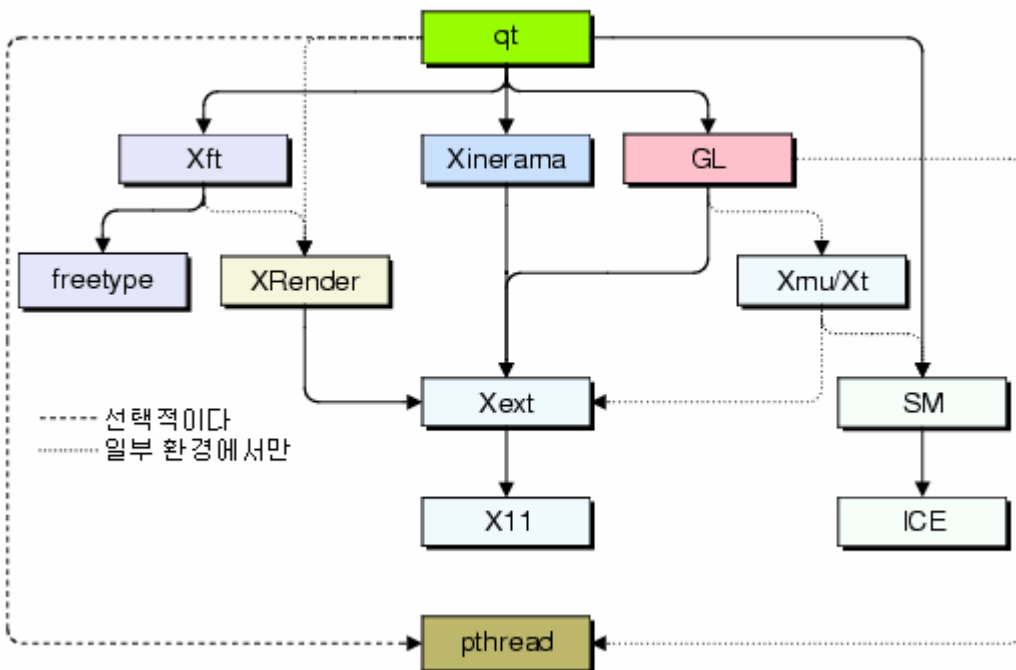 qt
Xft
Xinerama
GL
freetype
XRender
Xmu/Xt
Xext
SM
선택적이다
일부 환경에서만
X11
ICE
pthread